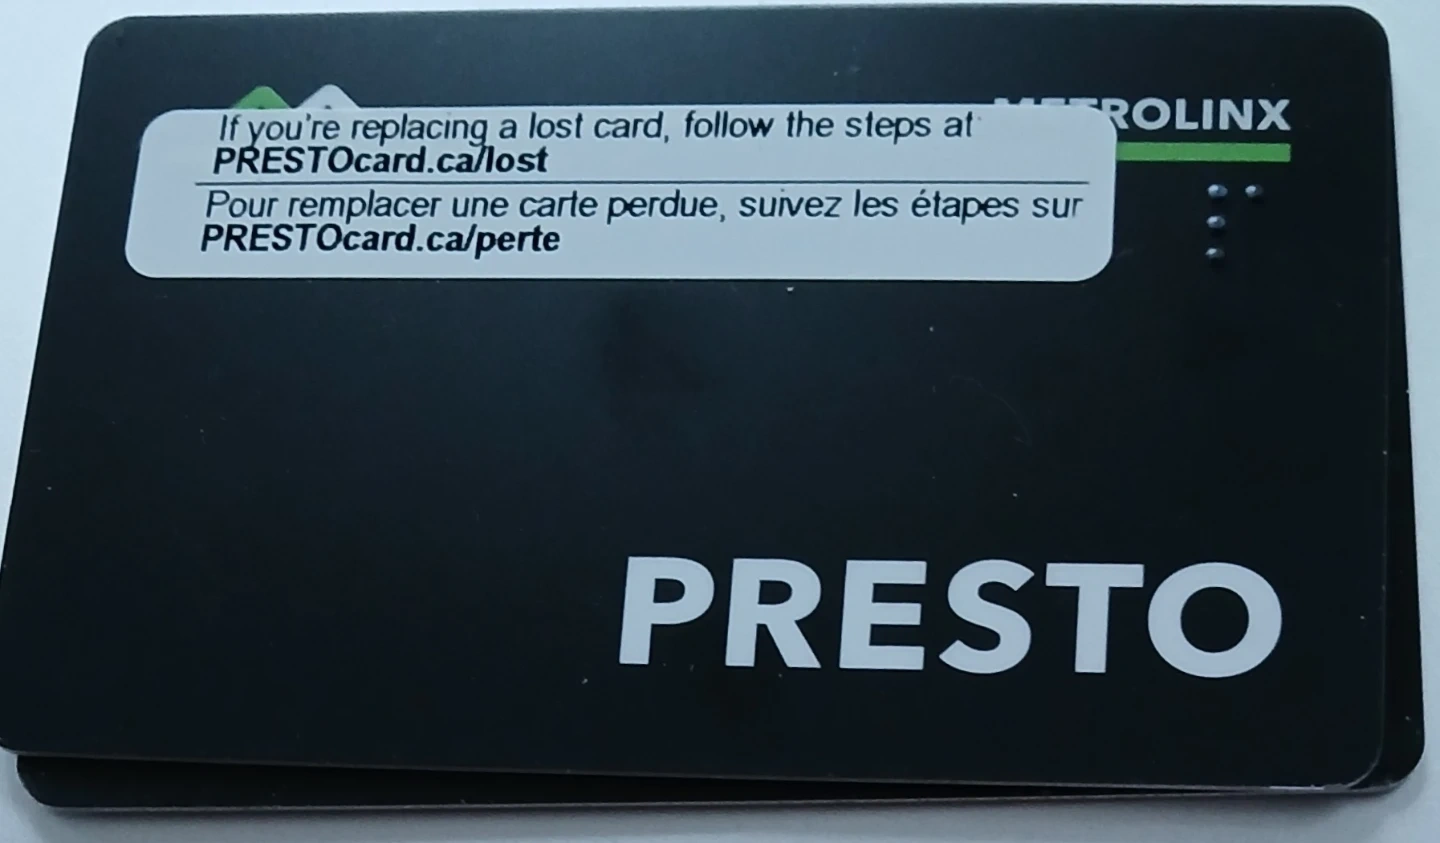 METROLINX
If you're replacing a lost card, follow the steps at
PRESTOcard.ca/lost
Pour remplacer une carte perdue, suivez les étapes sur
PRESTOcard.ca/perte
PRESTO